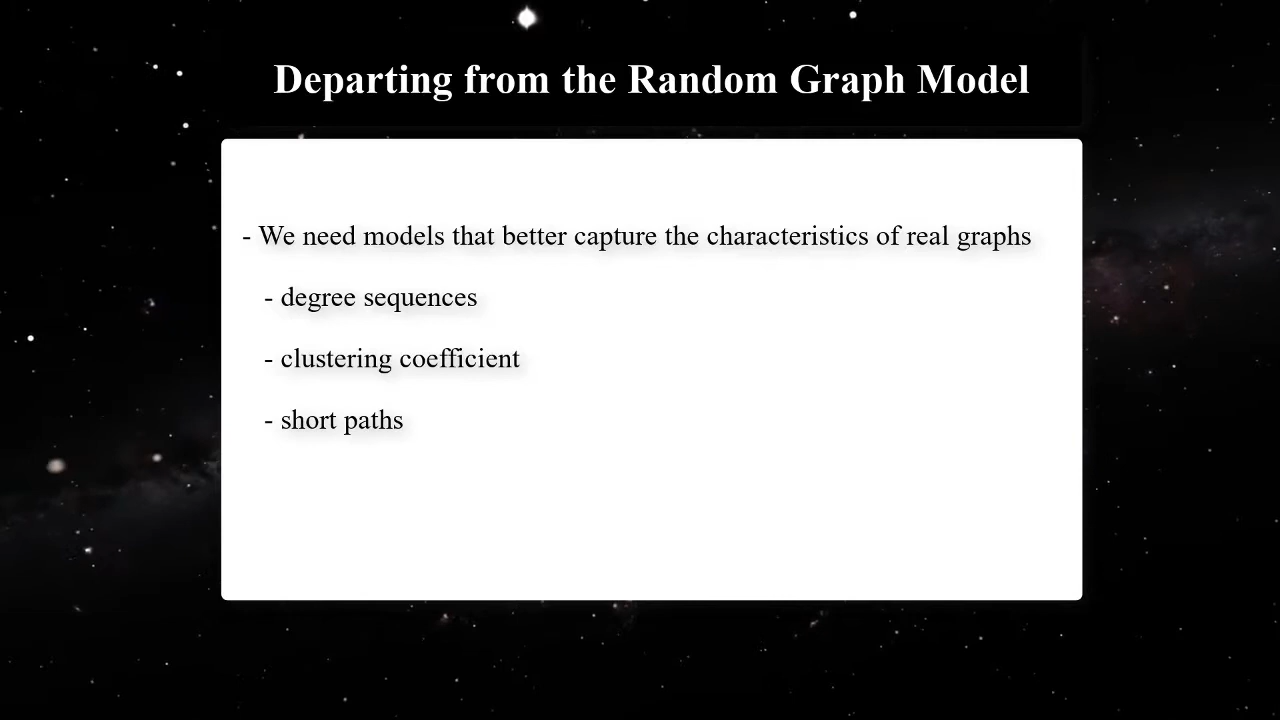 Departing from the Random Graph Model
- We need models that better capture the characteristics of real graphs
- degree sequences
- clustering coefficient
- short paths